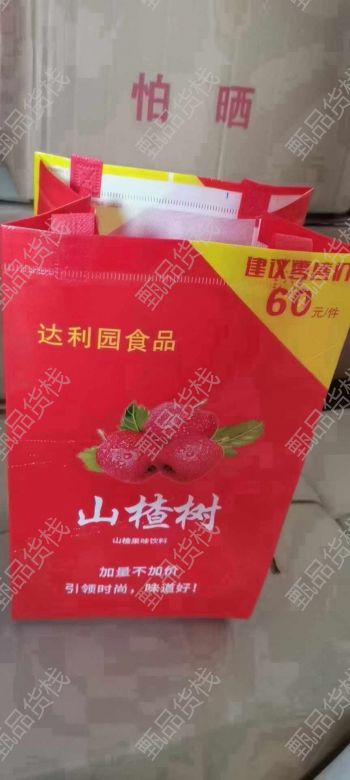 怕晒
建议零售价
60元/件
达利园食品
山楂树
山楂果味饮料
加量不加价
引领时尚，味道好！
甄品货栈